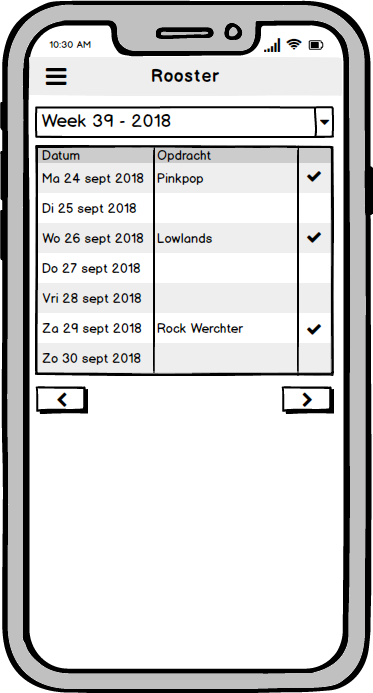 10:30 AM
Rooster
Week 39 - 2018
Datum Opdracht
Ma 24 sept 2018 Pinkpop
Di 25 sept 2018
Wo 26 sept 2018 Lowlands
Do 27 sept 2018
Vri 28 sept 2018
Za 29 sept 2018 Rock Werchter
Zo 30 sept 2018